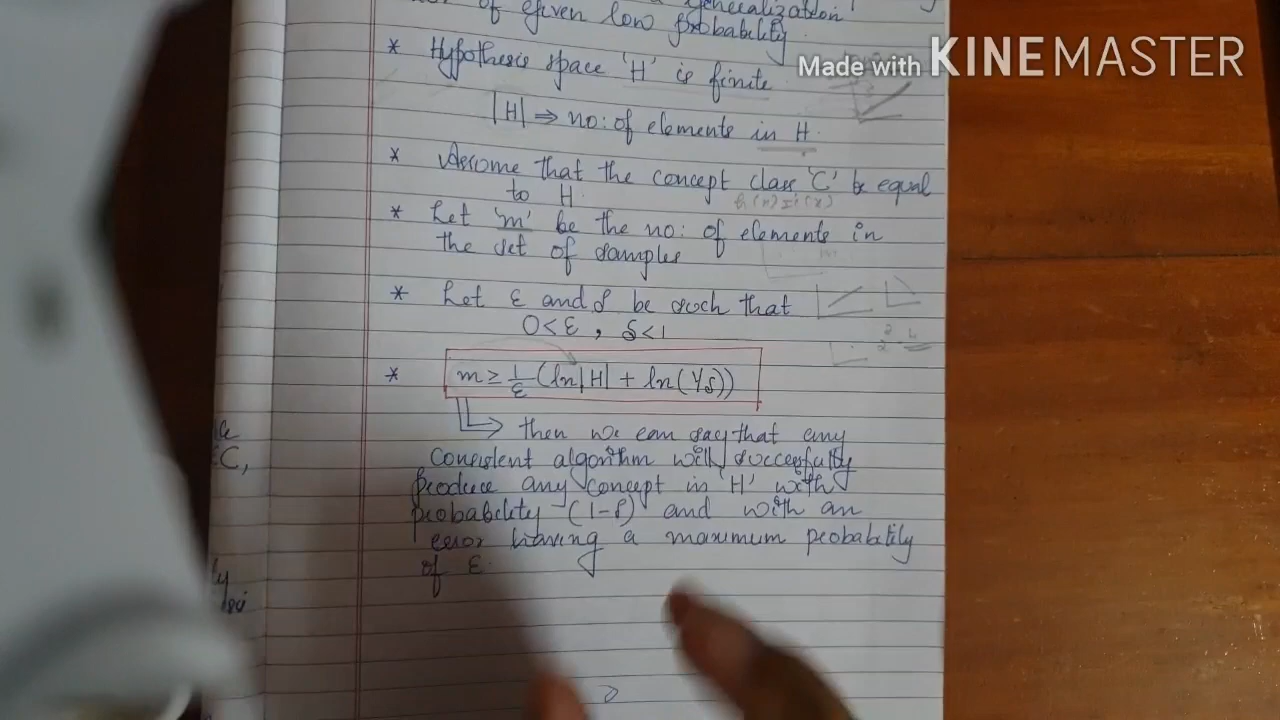 of given low probability
generalization
Made with KINEMASTER
* Hypothesis space 'H' is finite
|H| ⇒ no: of elements in H.
* Assume that the concept class 'C' be equal
to H
* Let 'm' be the no: of elements in
the set of samples
* Let ε and δ be such that
0<ε , δ<1
* m ≥ 1/ε (ln|H| + ln(1/δ))
↳ then we can say that any
consistent algorithm will successfully
produce any concept in 'H' with
probability (1-δ) and with an
error having a maximum probability
of ε.
C,